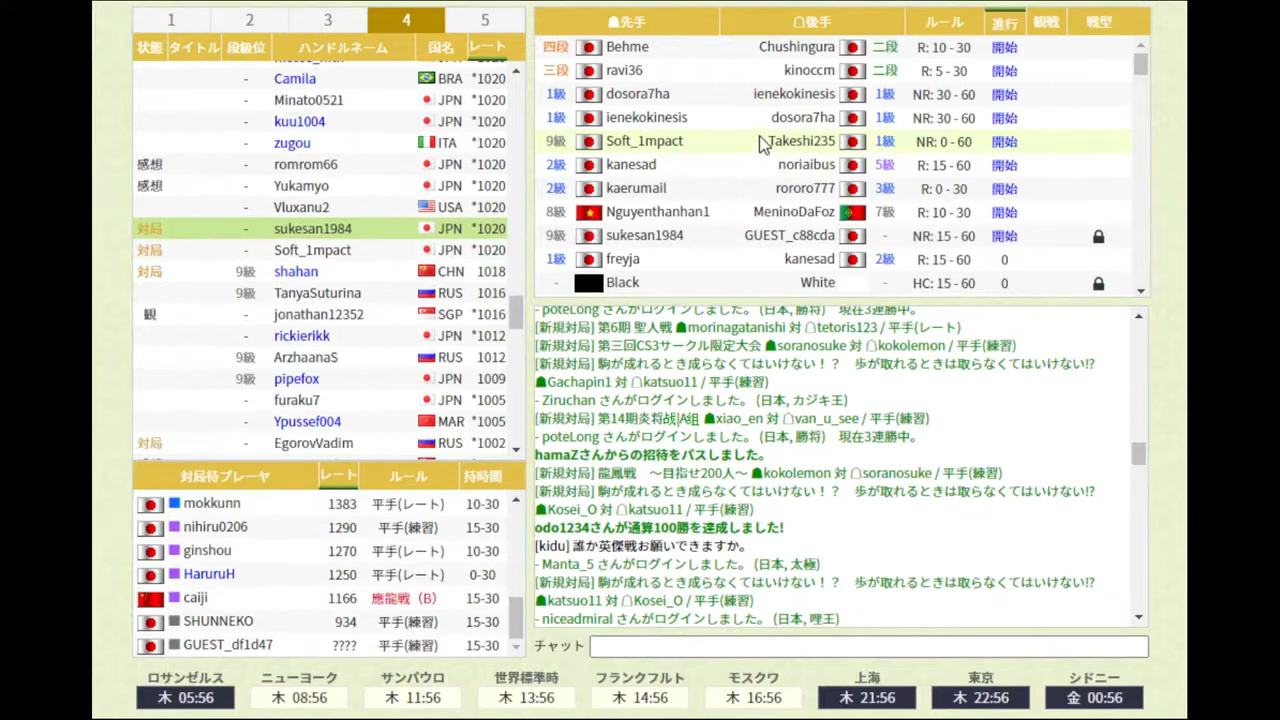 1 2 3 4 5
状態 タイトル 段級位 ハンドルネーム 国名 レート
- Camila BRA *1020
- Minato0521 JPN *1020
- kuu1004 JPN *1020
- zugou ITA *1020
感想 - romrom66 JPN *1020
感想 - Yukamyo JPN *1020
- Vluxanu2 USA *1020
対局 - sukesan1984 JPN *1020
対局 - Soft_1mpact JPN *1020
対局 9級 shahan CHN 1018
9級 TanyaSuturina RUS 1016
観 - jonathan12352 SGP *1016
- rickierikk JPN *1012
9級 ArzhaanaS RUS 1012
9級 pipefox JPN 1009
- furaku7 JPN *1005
- Ypussef004 MAR *1005
対局 - EgorovVadim RUS *1002
対局待プレーヤ レート ルール 持時間
mokkunn 1383 平手(レート) 10-30
nihiru0206 1290 平手(練習) 15-30
ginshou 1270 平手(レート) 10-30
HaruruH 1250 平手(レート) 0-30
caiji 1166 應龍戦（B） 15-30
SHUNNEKO 934 平手(練習) 15-30
GUEST_df1d47 ???? 平手(練習) 15-30
☗先手 ☖後手 ルール 進行 観戦 戦型
四段 Behme Chushingura 二段 R: 10 - 30 開始
三段 ravi36 kinoccm 二段 R: 5 - 30 開始
1級 dosora7ha ienekokinesis 1級 NR: 30 - 60 開始
1級 ienekokinesis dosora7ha 1級 NR: 30 - 60 開始
9級 Soft_1mpact Takeshi235 1級 NR: 0 - 60 開始
2級 kanesad noriaibus 5級 R: 15 - 60 開始
2級 kaerumail rororo777 3級 R: 0 - 30 開始
8級 Nguyenthanhan1 MeninoDaFoz 7級 R: 10 - 30 開始
9級 sukesan1984 GUEST_c88cda - NR: 15 - 60 開始
1級 freyja kanesad 2級 R: 15 - 60 0
- Black White - HC: 15 - 60 0
- poteLong さんがログインしました。 (日本, 勝将) 現在3連勝中。
[新規対局] 第6期 聖人戦 ☗morinagatanishi 対 ☖tetoris123 / 平手(レート)
[新規対局] 第三回CS3サークル限定大会 ☗soranosuke 対 ☖kokolemon / 平手(練習)
[新規対局] 駒が成れるとき成らなくてはいけない！？ 歩が取れるときは取らなくてはいけない!?
☗Gachapin1 対 ☖katsuo11 / 平手(練習)
- Ziruchan さんがログインしました。 (日本, カジキ王)
[新規対局] 第14期炎将战|A组 ☗xiao_en 対 ☖van_u_see / 平手(練習)
- poteLong さんがログインしました。 (日本, 勝将) 現在3連勝中。
hamaZさんからの招待をパスしました。
[新規対局] 龍鳳戦 ～目指せ200人～ ☗kokolemon 対 ☖soranosuke / 平手(練習)
[新規対局] 駒が成れるとき成らなくてはいけない！？ 歩が取れるときは取らなくてはいけない!?
☗Kosei_O 対 ☖katsuo11 / 平手(練習)
odo1234さんが通算100勝を達成しました!
[kidu] 誰か英傑戦お願いできますか。
- Manta_5 さんがログインしました。 (日本, 太極)
[新規対局] 駒が成れるとき成らなくてはいけない！？ 歩が取れるときは取らなくてはいけない!?
☗katsuo11 対 ☖Kosei_O / 平手(練習)
- niceadmiral さんがログインしました。 (日本, 哩王)
チャット
ロサンゼルス ニューヨーク サンパウロ 世界標準時 フランクフルト モスクワ 上海 東京 シドニー
木 05:56 木 08:56 木 11:56 木 13:56 木 14:56 木 16:56 木 21:56 木 22:56 金 00:56